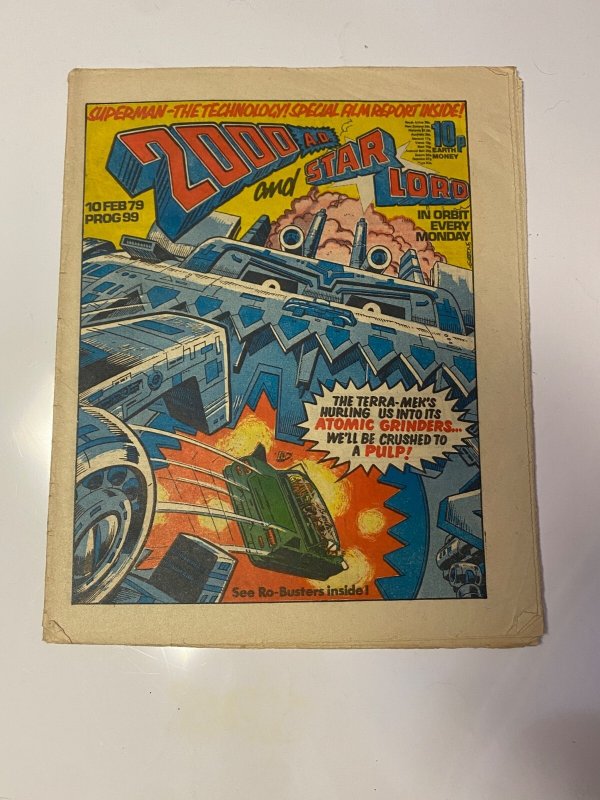 SUPERMAN - THE TECHNOLOGY! SPECIAL FILM REPORT INSIDE!
2000 A.D.
and STAR LORD
10p
EARTH MONEY
10 FEB 79
PROG 99
IN ORBIT
EVERY
MONDAY
THE TERRA-MEK'S
HURLING US INTO ITS
ATOMIC GRINDERS...
WE'LL BE CRUSHED TO
A PULP!
See Ro-Busters inside!